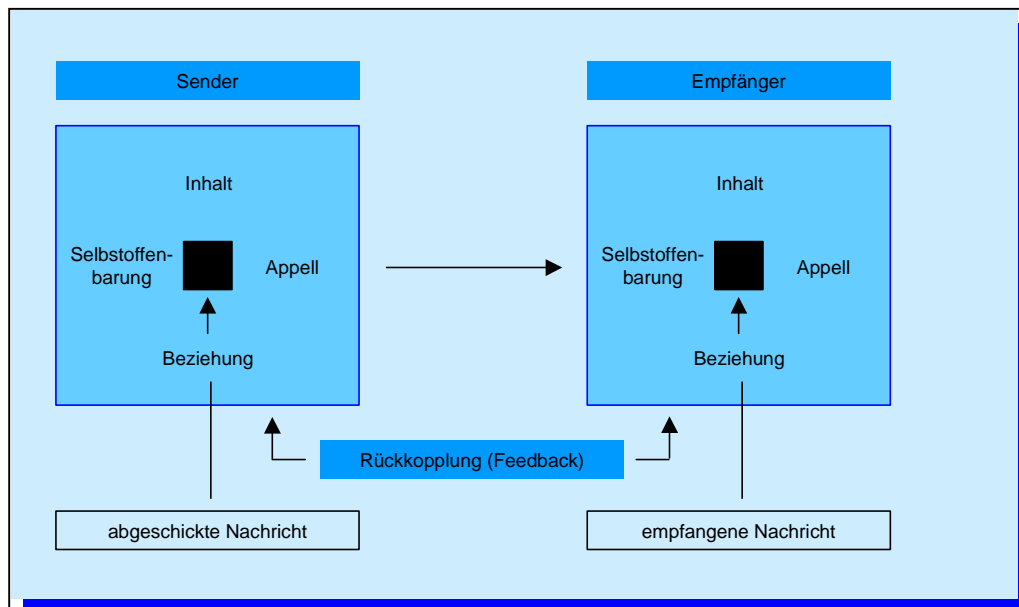 Sender
Empfänger
Inhalt
Selbstoffen-
barung
Appell
Beziehung
Inhalt
Selbstoffen-
barung
Appell
Beziehung
Rückkopplung (Feedback)
abgeschickte Nachricht
empfangene Nachricht